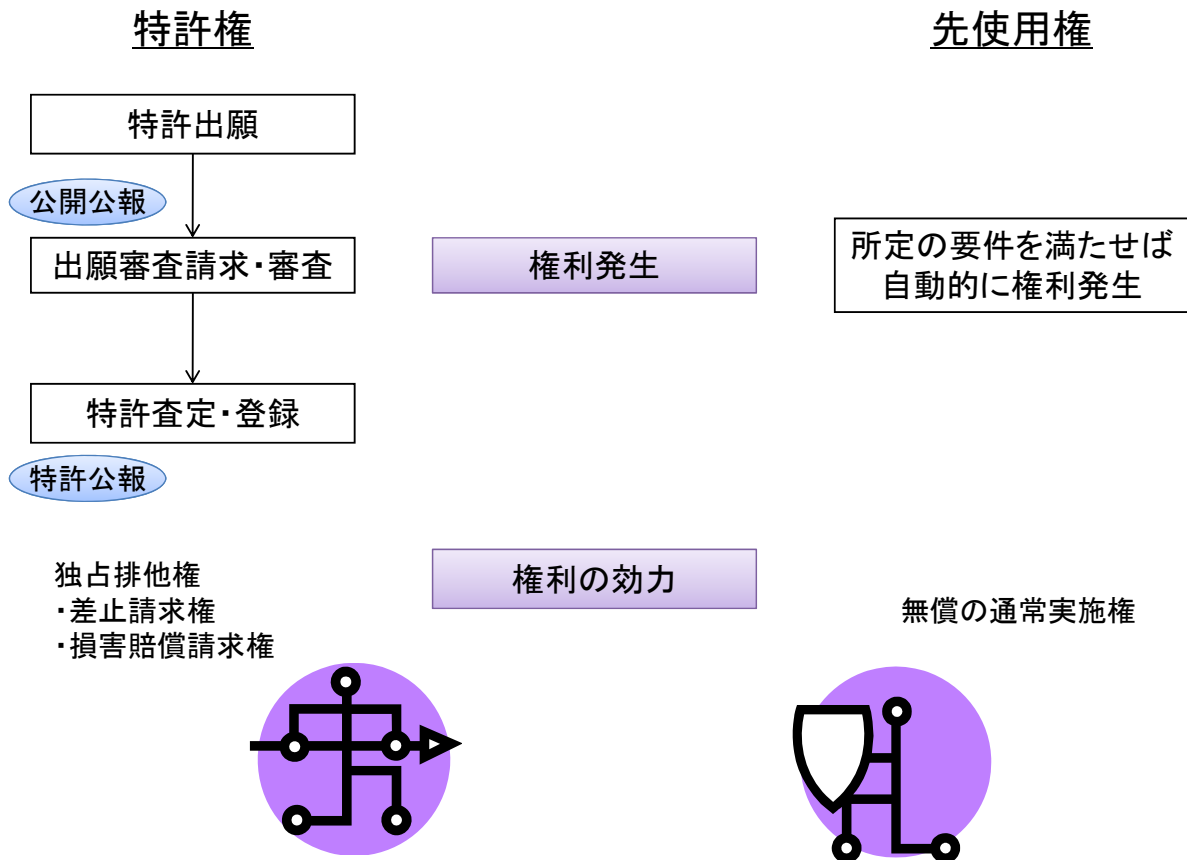 特許権
先使用権
特許出願
公開公報
出願審査請求・審査
権利発生
所定の要件を満たせば
自動的に権利発生
特許査定・登録
特許公報
権利の効力
独占排他権
・差止請求権
・損害賠償請求権
無償の通常実施権